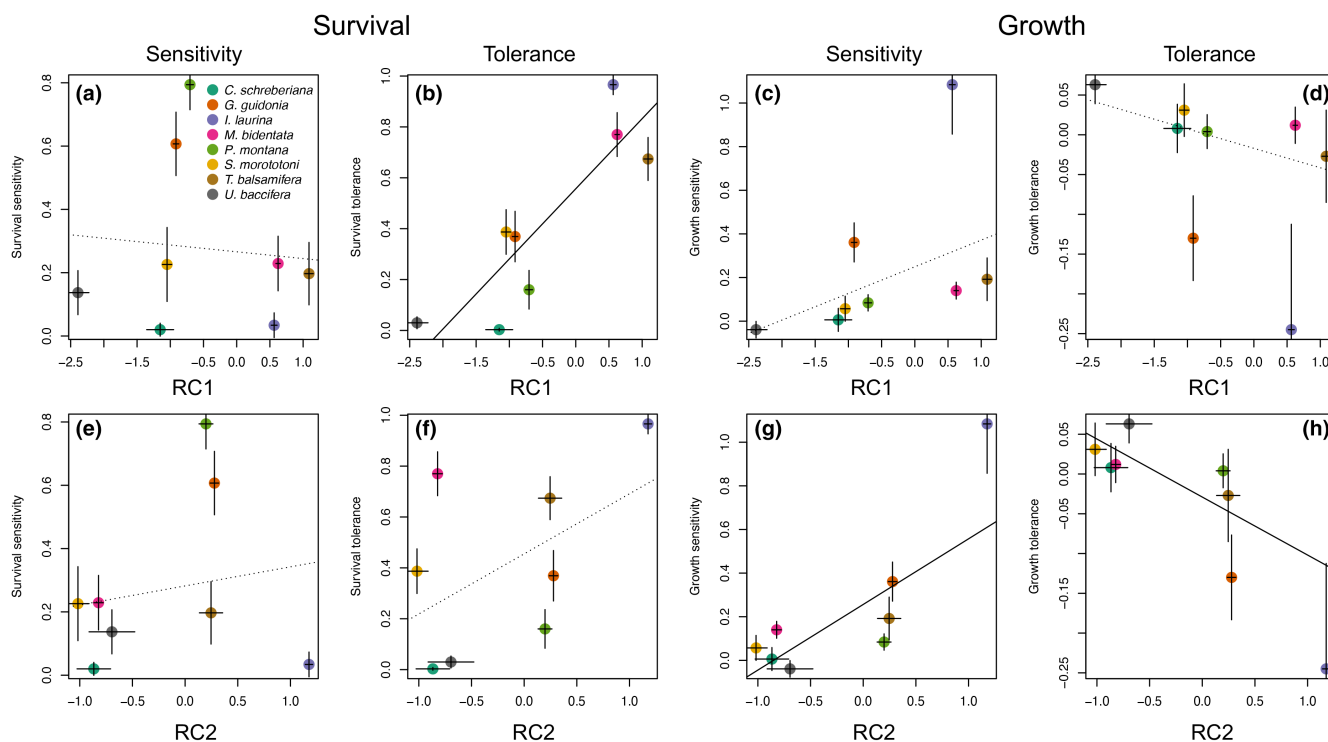 Survival
Growth
Sensitivity
Tolerance
Sensitivity
Tolerance
(a)
C. schreberiana
G. guidonia
I. laurina
M. bidentata
P. montana
S. morototoni
T. balsamifera
U. baccifera
Survival sensitivity
0.0 0.2 0.4 0.6 0.8
−2.5 −1.5 −0.5 0.0 0.5 1.0
RC1
(b)
Survival tolerance
0.0 0.2 0.4 0.6 0.8 1.0
−2.5 −1.5 −0.5 0.0 0.5 1.0
RC1
(c)
Growth sensitivity
0.0 0.2 0.4 0.6 0.8 1.0
−2.5 −1.5 −0.5 0.0 0.5 1.0
RC1
(d)
Growth tolerance
−0.25 −0.15 −0.05 0.00 0.05
−2.5 −1.5 −0.5 0.0 0.5 1.0
RC1
(e)
Survival sensitivity
0.0 0.2 0.4 0.6 0.8
−1.0 −0.5 0.0 0.5 1.0
RC2
(f)
Survival tolerance
0.0 0.2 0.4 0.6 0.8 1.0
−1.0 −0.5 0.0 0.5 1.0
RC2
(g)
Growth sensitivity
0.0 0.2 0.4 0.6 0.8 1.0
−1.0 −0.5 0.0 0.5 1.0
RC2
(h)
Growth tolerance
−0.25 −0.15 −0.05 0.00 0.05
−1.0 −0.5 0.0 0.5 1.0
RC2